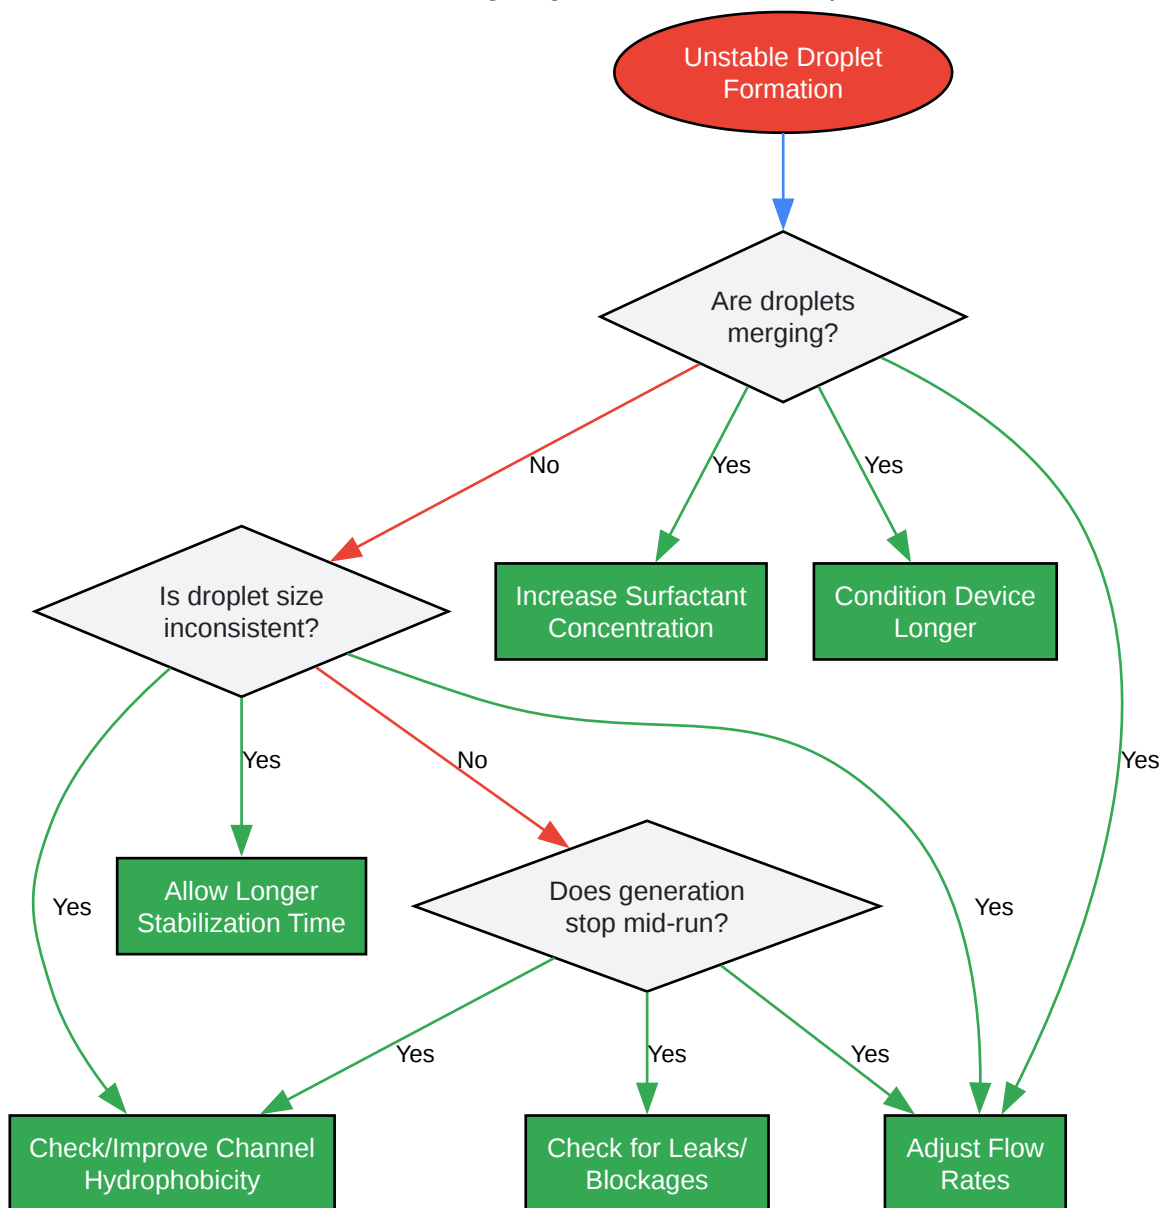 Unstable Droplet
Formation
Are droplets
merging?
No
Yes
Yes
Is droplet size
inconsistent?
Increase Surfactant
Concentration
Condition Device
Longer
Yes
No
Yes
Allow Longer
Stabilization Time
Does generation
stop mid-run?
Yes
Yes
Yes
Yes
Yes
Check/Improve Channel
Hydrophobicity
Check for Leaks/
Blockages
Adjust Flow
Rates